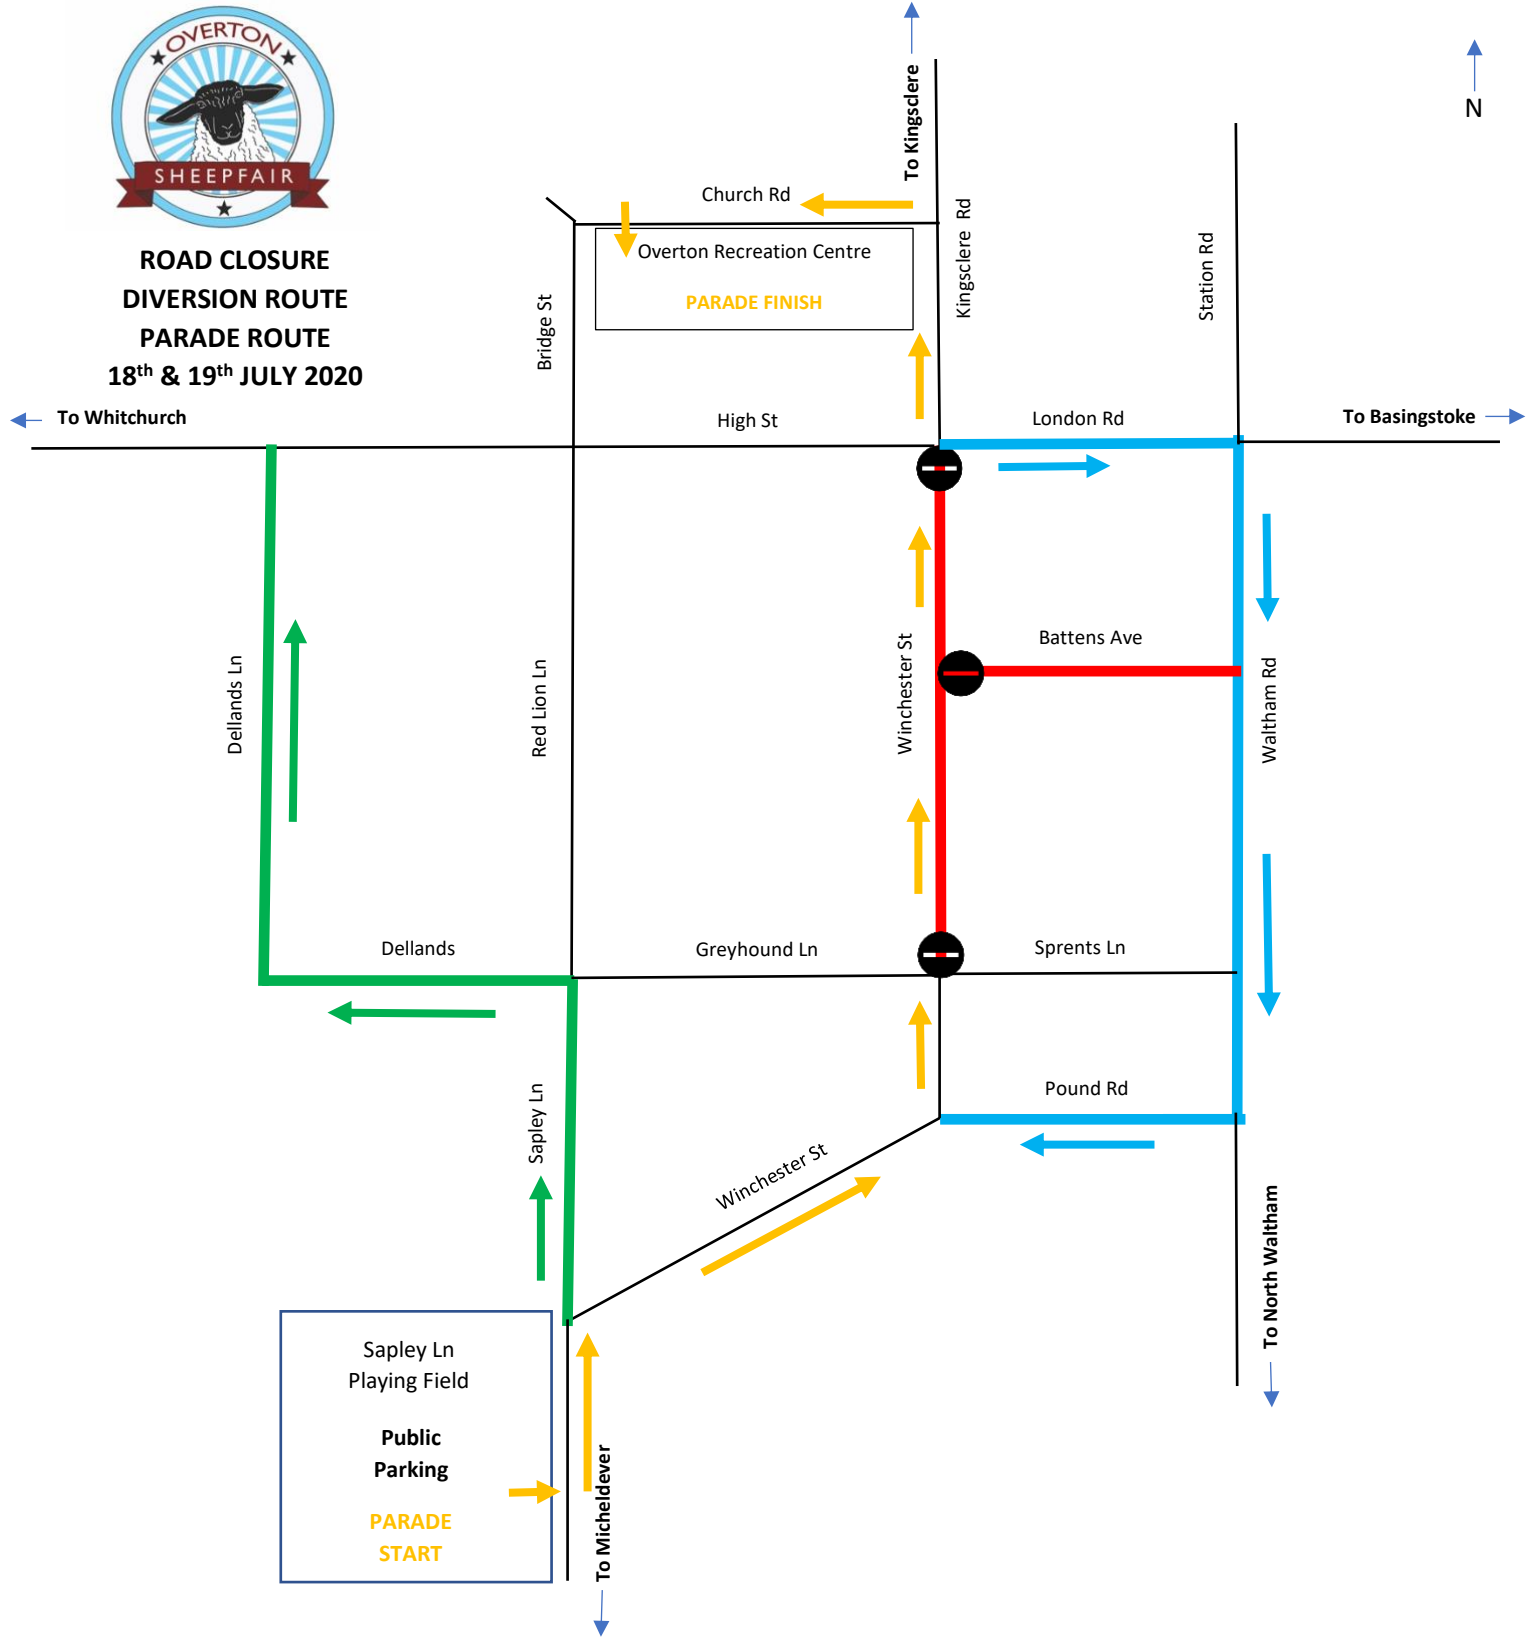 OVERTON
SHEEPFAIR
ROAD CLOSURE
DIVERSION ROUTE
PARADE ROUTE
18th & 19th JULY 2020
To Kingsclere
N
Church Rd
Kingsclere Rd
Station Rd
Overton Recreation Centre
PARADE FINISH
Bridge St
To Whitchurch
High St
London Rd
To Basingstoke
Battens Ave
Dellands Ln
Red Lion Ln
Winchester St
Waltham Rd
Dellands
Greyhound Ln
Sprents Ln
Pound Rd
Sapley Ln
Winchester St
To North Waltham
Sapley Ln
Playing Field
Public
Parking
PARADE
START
To Micheldever